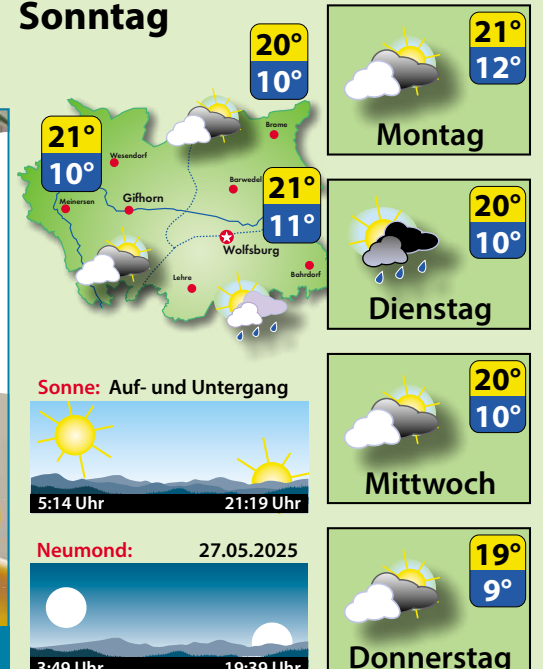 Sonntag
20°
10°
21°
10°
21°
11°
Brome
Wesendorf
Barwedel
Meinersen
Gifhorn
Wolfsburg
Lehre
Bahrdorf
Sonne: Auf- und Untergang
5:14 Uhr 21:19 Uhr
Neumond: 27.05.2025
3:49 Uhr 19:39 Uhr
21°
12°
Montag
20°
10°
Dienstag
20°
10°
Mittwoch
19°
9°
Donnerstag